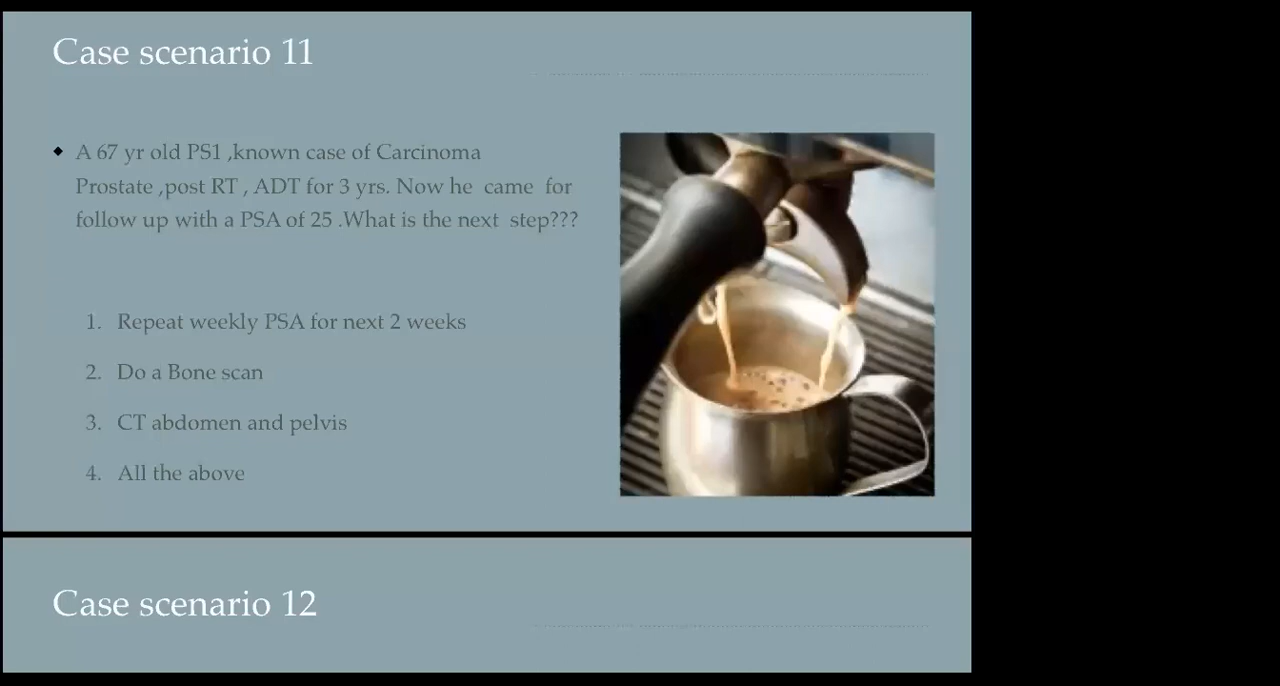 Case scenario 11
A 67 yr old PS1 ,known case of Carcinoma
Prostate ,post RT , ADT for 3 yrs. Now he came for
follow up with a PSA of 25 .What is the next step???
1. Repeat weekly PSA for next 2 weeks
2. Do a Bone scan
3. CT abdomen and pelvis
4. All the above
Case scenario 12